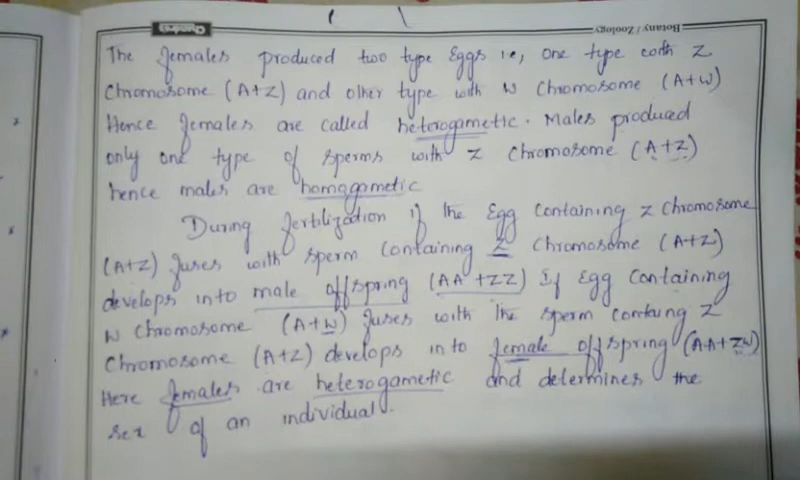 Botany / Zoology
The females produced two type Eggs i.e, one type with Z
Chromosome (A+Z) and other type with W Chromosome (A+W)
Hence females are called heterogametic. Males produced
only one type of sperms with Z Chromosome (A+Z)
hence males are homogametic
During fertilization if the Egg Containing Z Chromosome
(A+Z) fuses with sperm Containing Z Chromosome (A+Z)
develops into male offspring (AA+ZZ) If Egg Containing
W Chromosome (A+W) fuses with the sperm Contaung Z
Chromosome (A+Z) develops in to female offspring (AA+ZW)
Here females are heterogametic and determines the
sex of an individual.